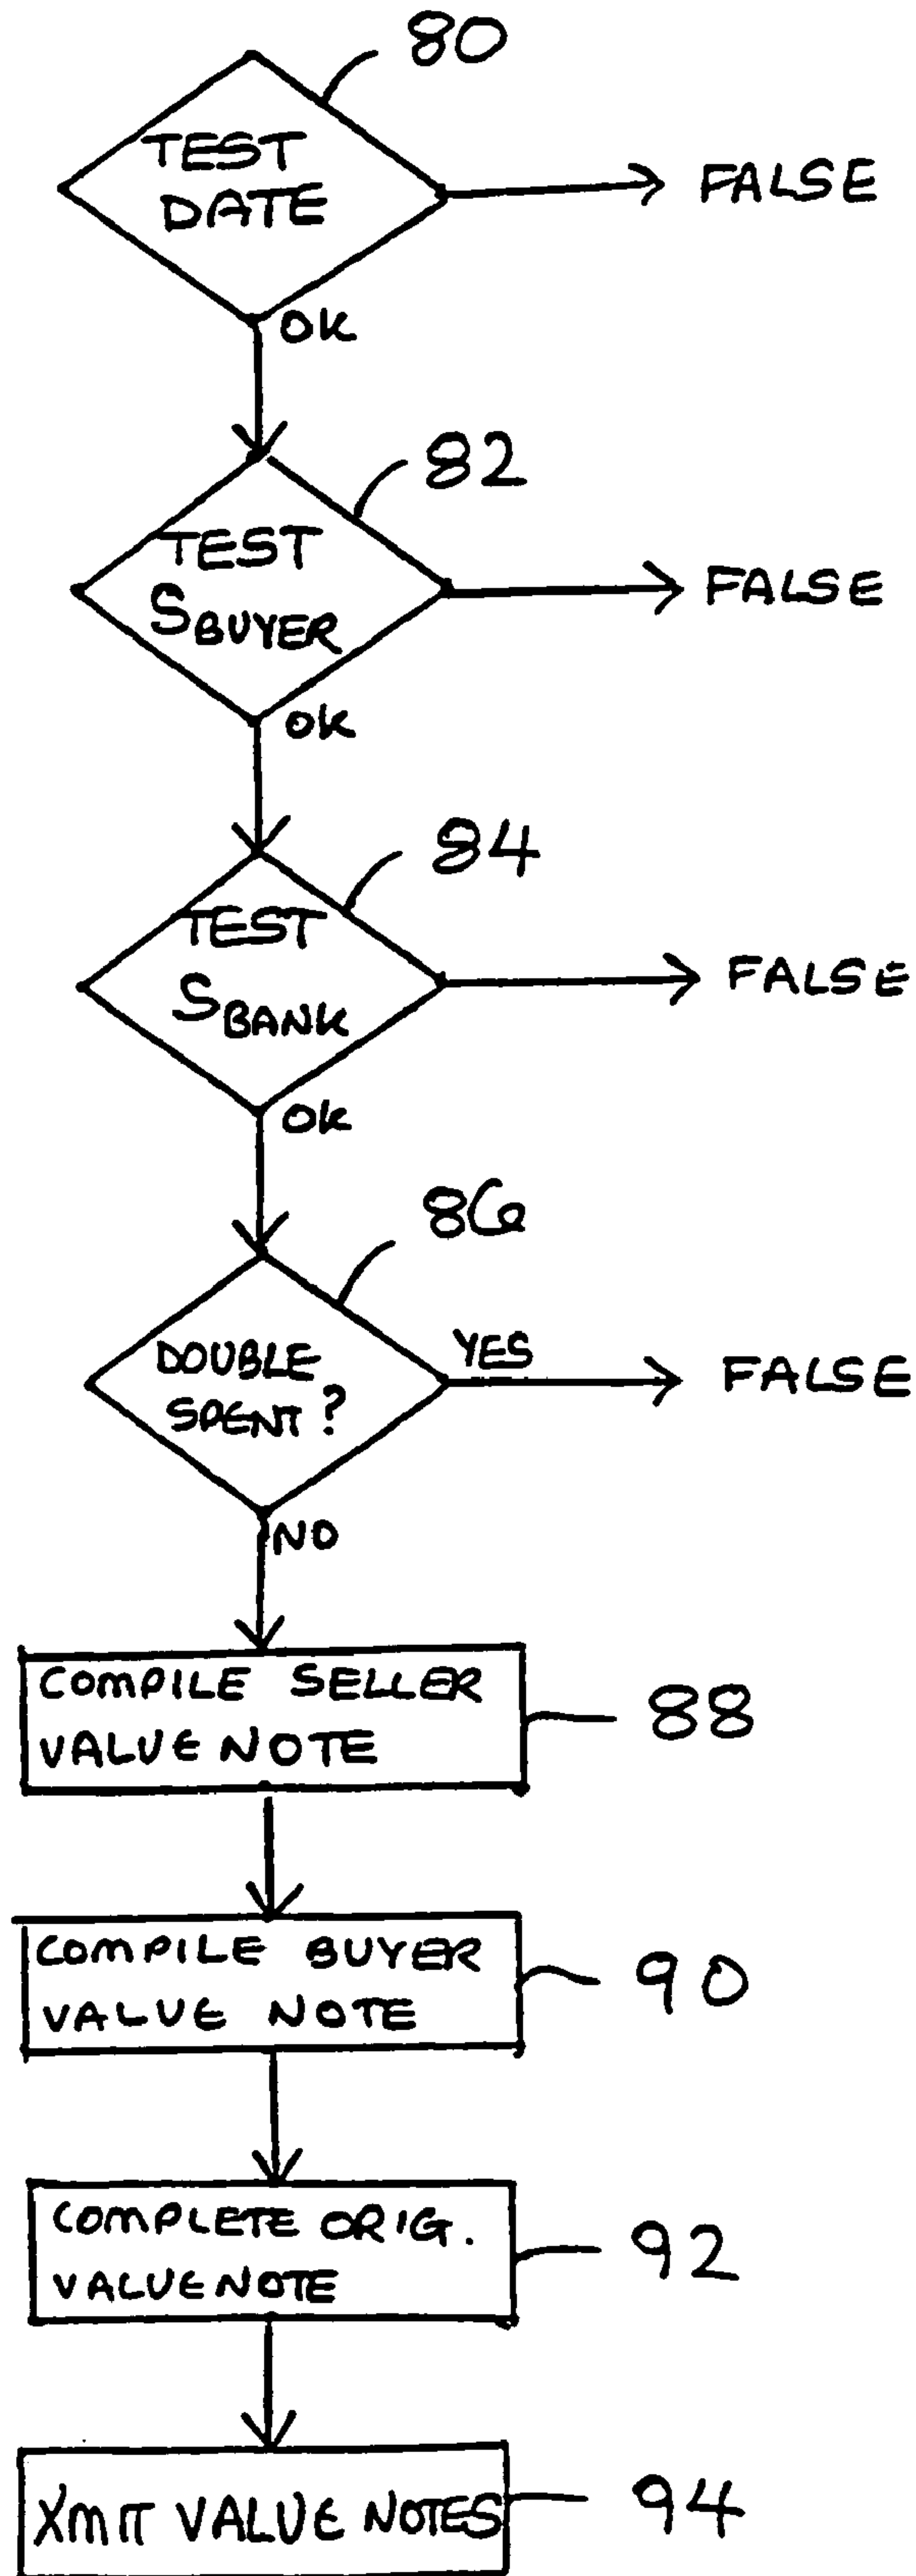 80
TEST
DATE
FALSE
OK
82
TEST
SBUYER
FALSE
OK
84
TEST
SBANK
FALSE
OK
86
DOUBLE
SPENT?
YES
FALSE
NO
COMPILE SELLER
VALUE NOTE
88
COMPILE BUYER
VALUE NOTE
90
COMPLETE ORIG.
VALUE NOTE
92
XMIT VALUE NOTES
94